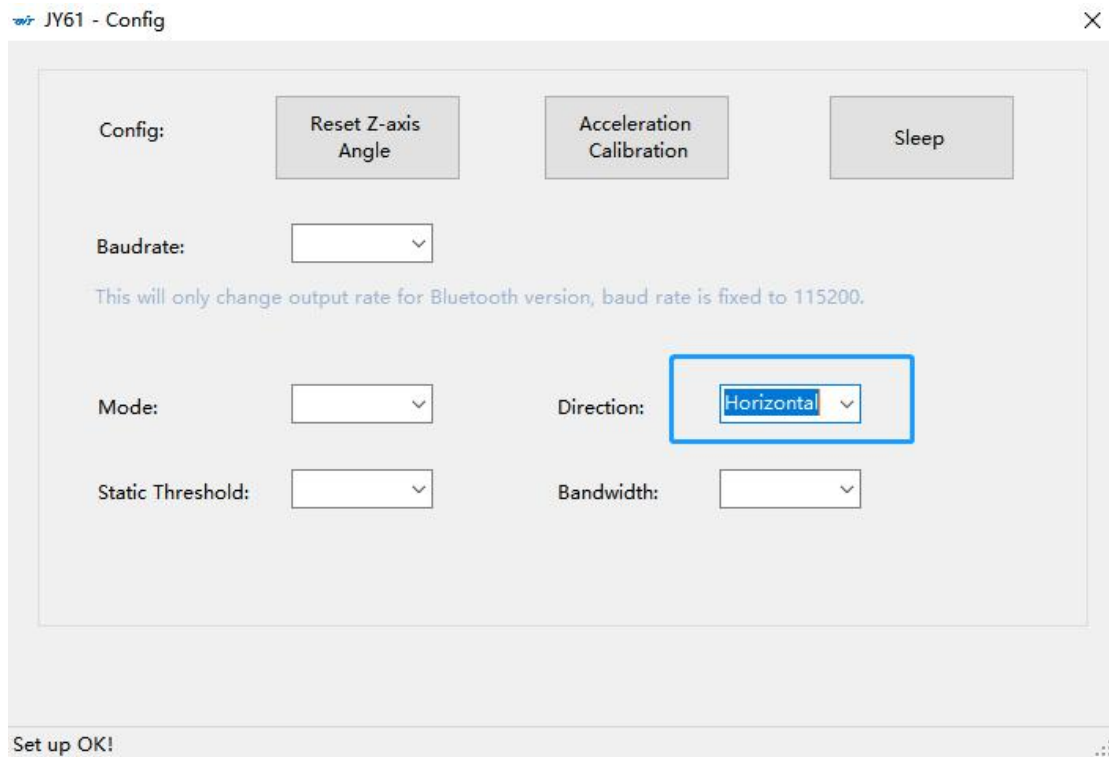 JY61 - Config
Config:
Reset Z-axis
Angle
Acceleration
Calibration
Sleep
Baudrate:
This will only change output rate for Bluetooth version, baud rate is fixed to 115200.
Mode:
Direction:
Horizontal
Static Threshold:
Bandwidth:
Set up OK!